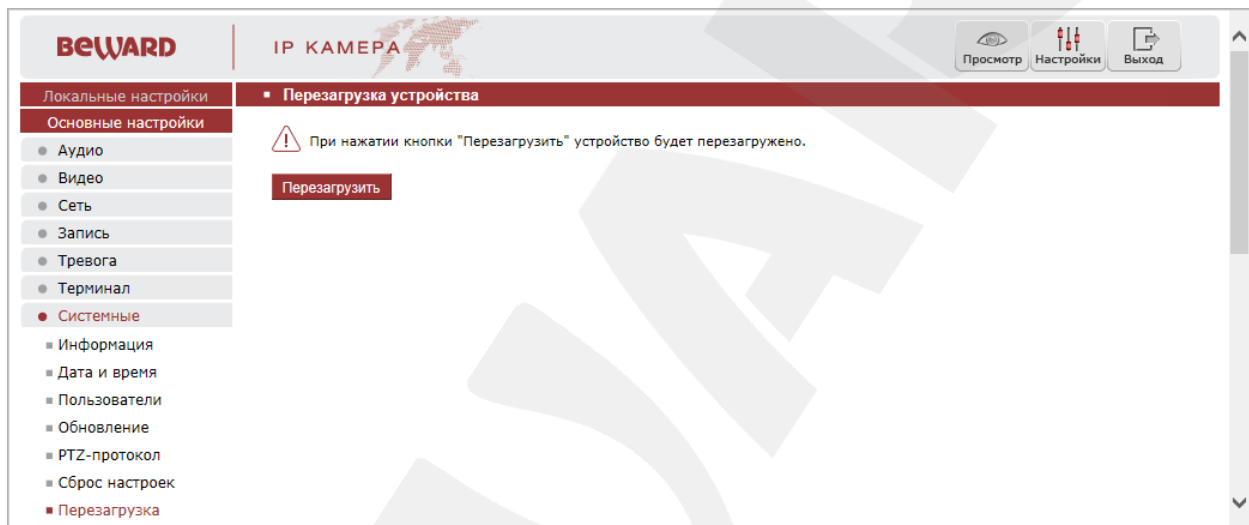 BEWARD
IP КАМЕРА
Просмотр
Настройки
Выход
Локальные настройки
Основные настройки
Аудио
Видео
Сеть
Запись
Тревога
Терминал
Системные
Информация
Дата и время
Пользователи
Обновление
PTZ-протокол
Сброс настроек
Перезагрузка
Перезагрузка устройства
При нажатии кнопки "Перезагрузить" устройство будет перезагружено.
Перезагрузить